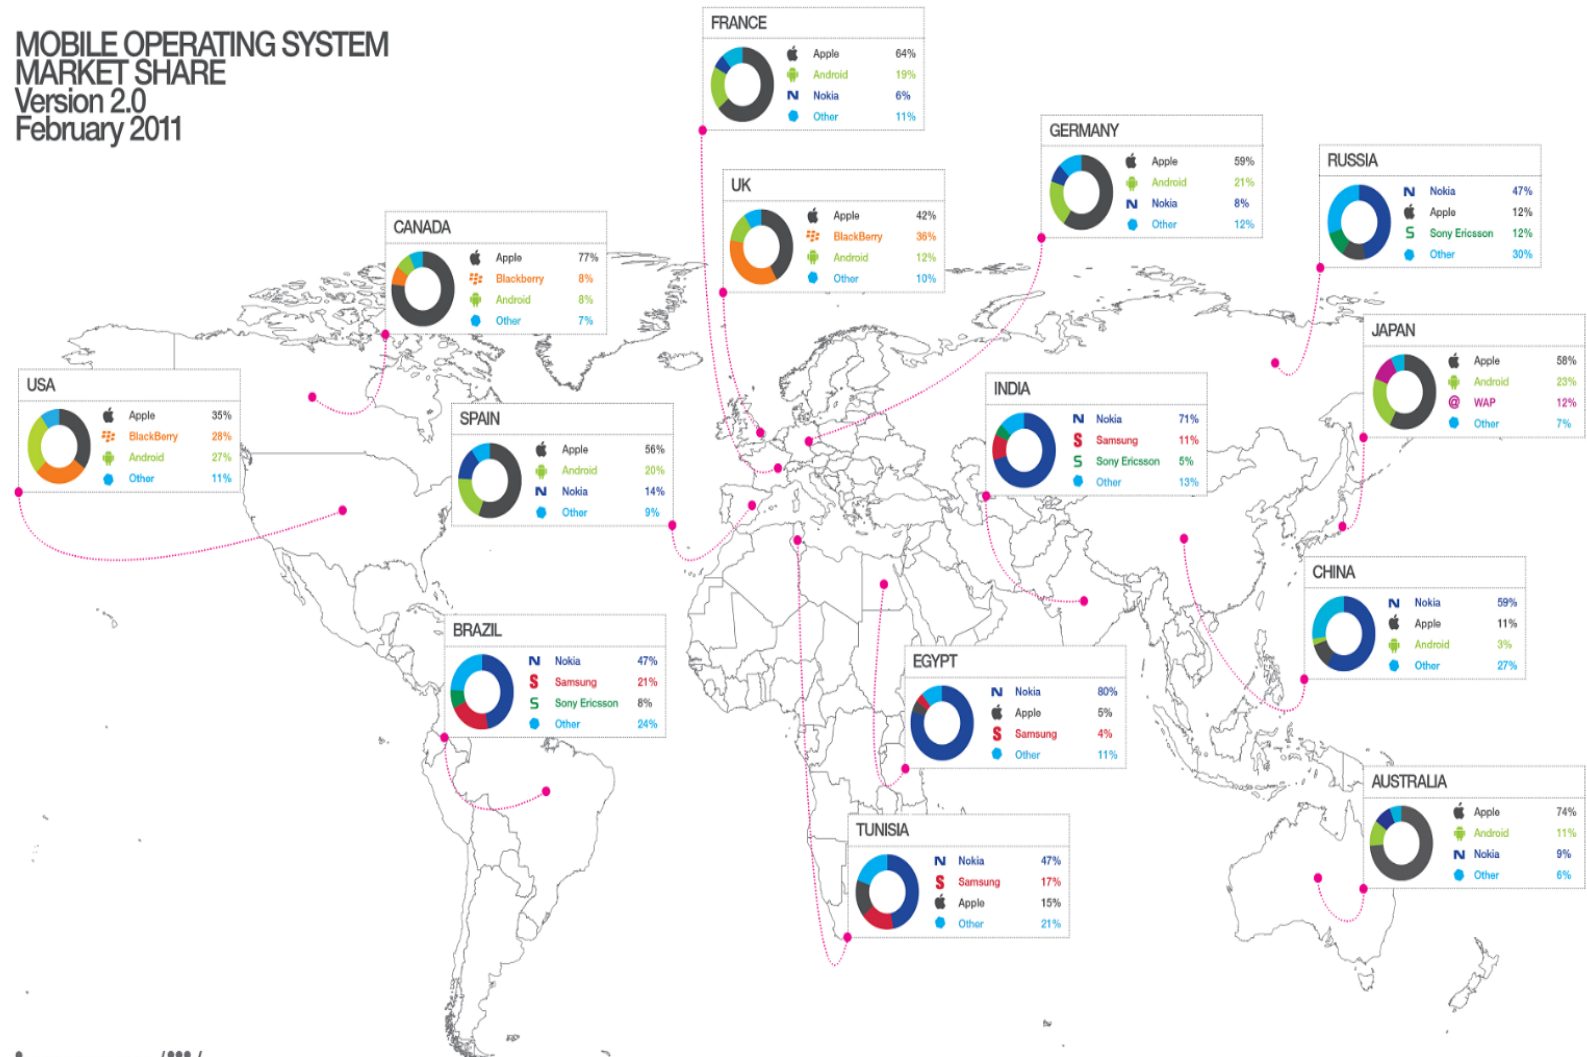 MOBILE OPERATING SYSTEM
MARKET SHARE
Version 2.0
February 2011
FRANCE
Apple 64%
Android 19%
Nokia 6%
Other 11%
GERMANY
Apple 59%
Android 21%
Nokia 8%
Other 12%
RUSSIA
Nokia 47%
Apple 12%
Sony Ericsson 12%
Other 30%
UK
Apple 42%
BlackBerry 36%
Android 12%
Other 10%
CANADA
Apple 77%
Blackberry 8%
Android 8%
Other 7%
JAPAN
Apple 58%
Android 23%
@ WAP 12%
Other 7%
USA
Apple 35%
BlackBerry 28%
Android 27%
Other 11%
SPAIN
Apple 56%
Android 20%
Nokia 14%
Other 9%
INDIA
Nokia 71%
Samsung 11%
Sony Ericsson 5%
Other 13%
CHINA
Nokia 59%
Apple 11%
Android 3%
Other 27%
BRAZIL
Nokia 47%
Samsung 21%
Sony Ericsson 8%
Other 24%
EGYPT
Nokia 80%
Apple 5%
Samsung 4%
Other 11%
AUSTRALIA
Apple 74%
Android 11%
Nokia 9%
Other 6%
TUNISIA
Nokia 47%
Samsung 17%
Apple 15%
Other 21%